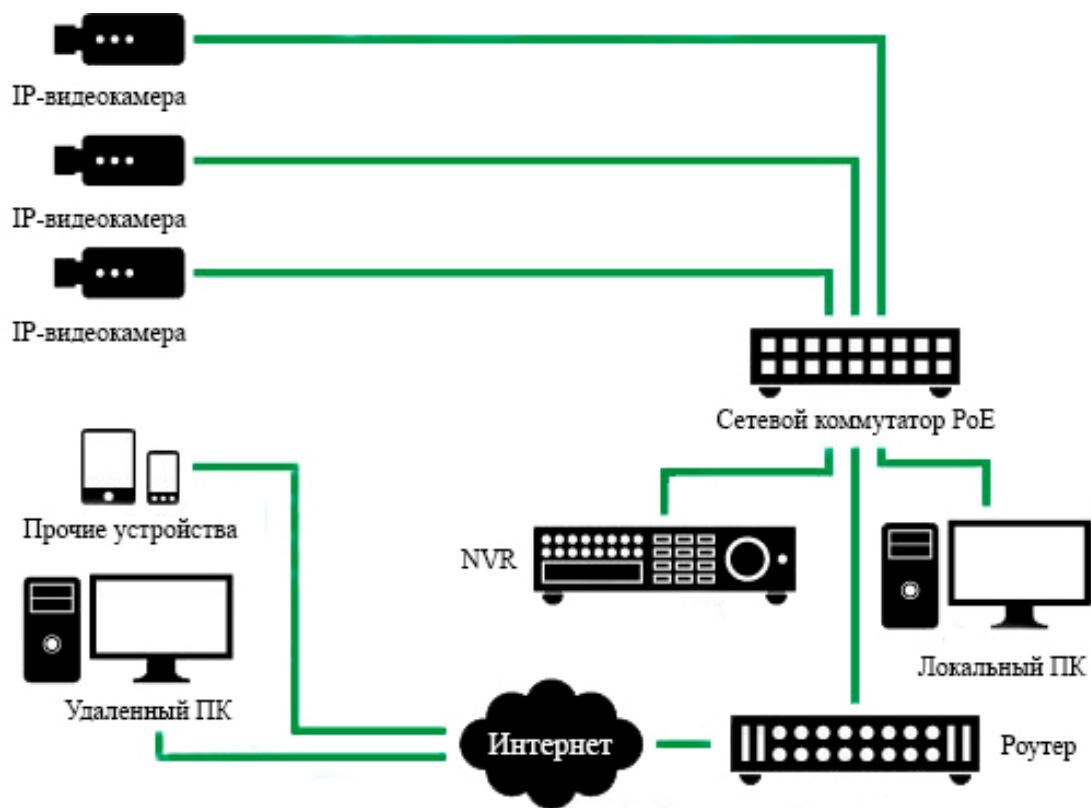 IP-видеокамера
IP-видеокамера
IP-видеокамера
Сетевой коммутатор PoE
Прочие устройства
NVR
Локальный ПК
Удаленный ПК
Интернет
Роутер